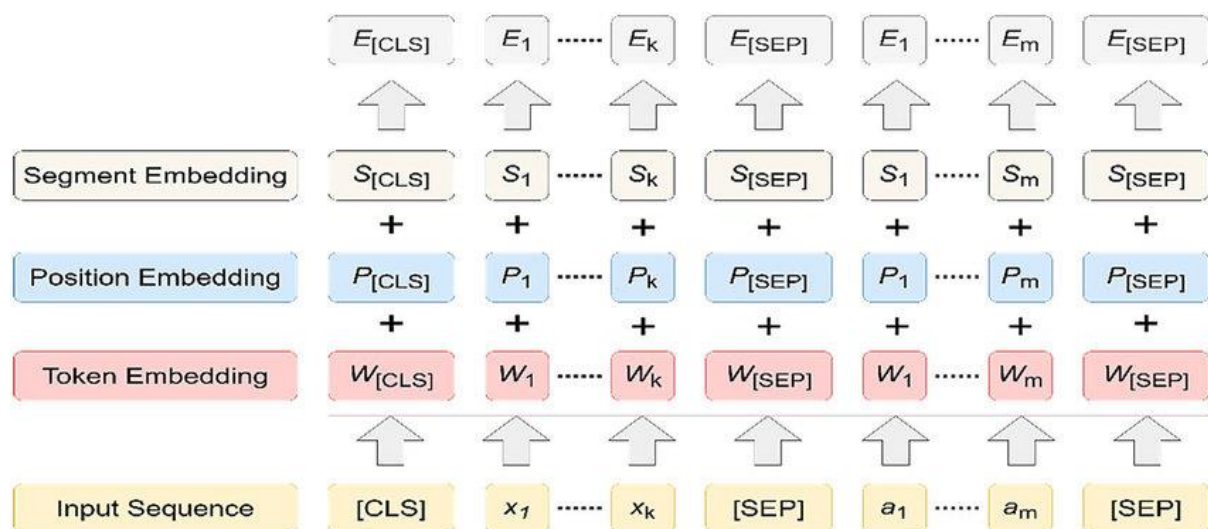 E[CLS] E1 ...... Ek E[SEP] E1 ...... Em E[SEP]
Segment Embedding S[CLS] S1 ...... Sk S[SEP] S1 ...... Sm S[SEP]
+ + + + + + +
Position Embedding P[CLS] P1 ...... Pk P[SEP] P1 ...... Pm P[SEP]
+ + + + + + +
Token Embedding W[CLS] W1 ...... Wk W[SEP] W1 ...... Wm W[SEP]
Input Sequence [CLS] x1 ...... xk [SEP] a1 ...... am [SEP]